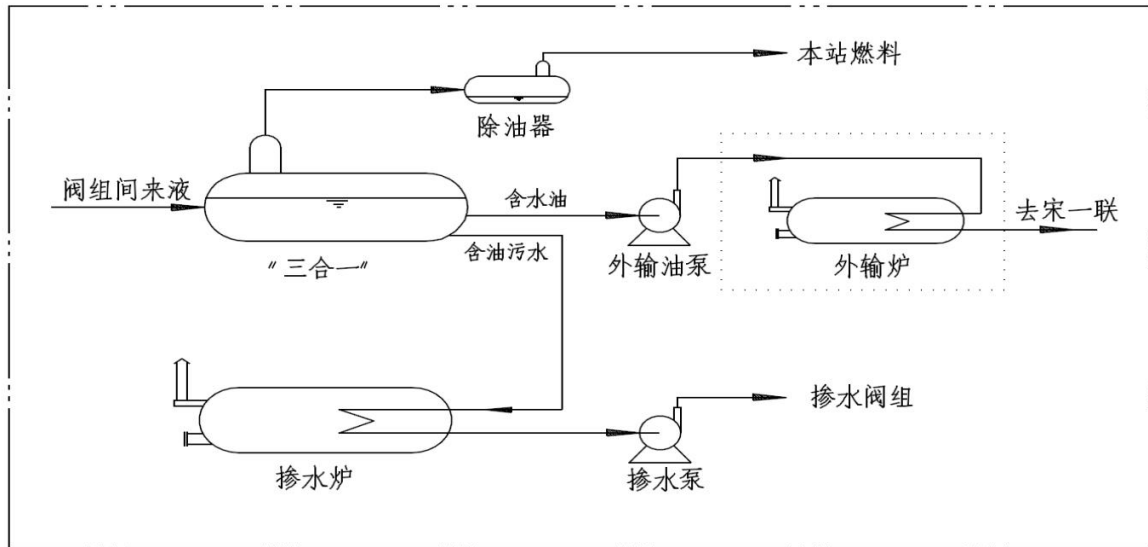 本站燃料
除油器
阀组间来液
含水油
去宋一联
"三合一"
含油污水
外输油泵
外输炉
掺水阀组
掺水炉
掺水泵